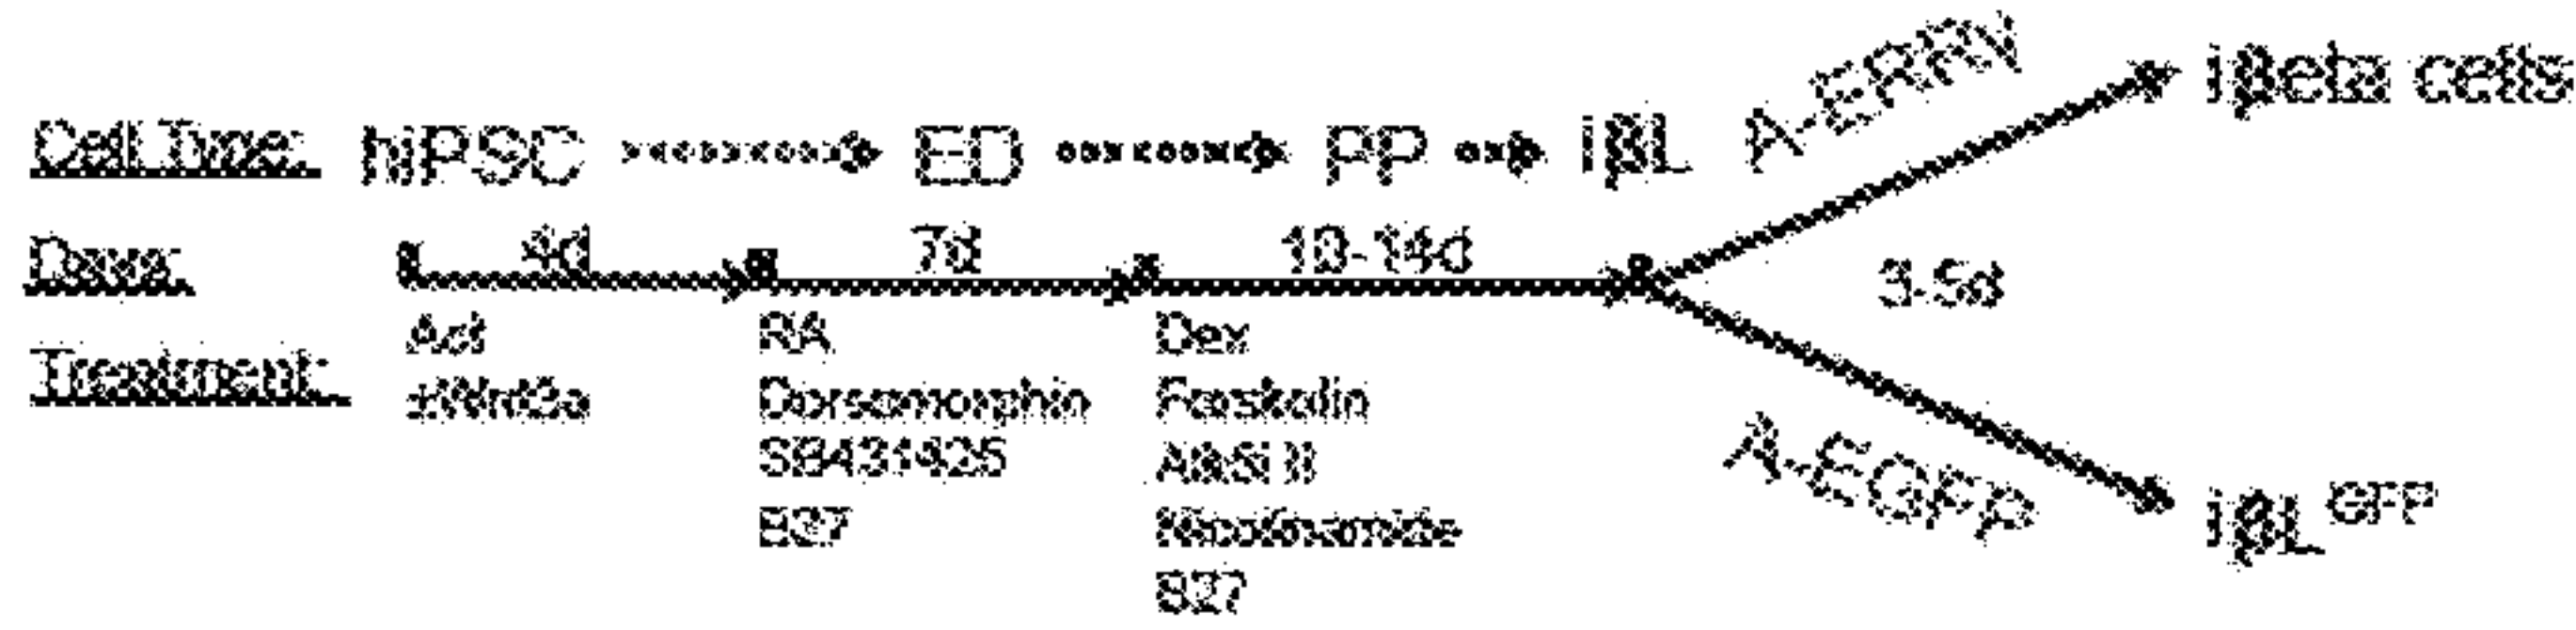 A-ERRγ
iβeta cells
Cell Type: hiPSC ED PP iβL
Days: 4d 7d 10-14d 3-5d
Treatment: Act RA Dex
±Wnt3a Dorsomorphin Forskolin
SB431425 Alk5i II
B27 Nicotinamide
B27
A-EGFP
iβL GFP